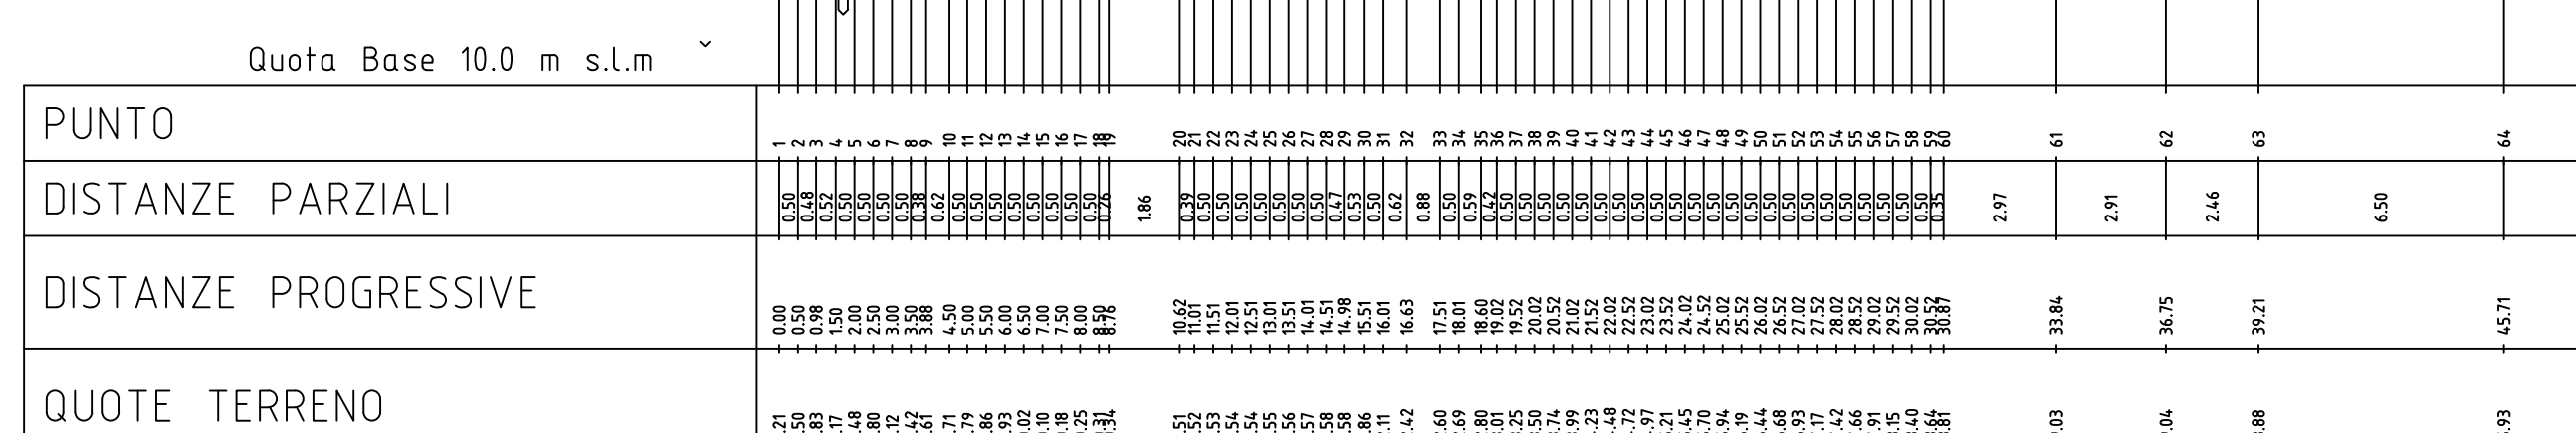 Quota Base 10.0 m s.l.m
PUNTO 1 2 3 4 5 6 7 8 9 10 11 12 13 14 15 16 17 18 19 20 21 22 23 24 25 26 27 28 29 30 31 32 33 34 35 36 37 38 39 40 41 42 43 44 45 46 47 48 49 50 51 52 53 54 55 56 57 58 59 60 61 62 63 64
DISTANZE PARZIALI 0.50 0.48 0.52 0.50 0.50 0.50 0.50 0.38 0.62 0.50 0.50 0.50 0.50 0.50 0.50 0.50 0.50 0.26 1.86 0.39 0.50 0.50 0.50 0.50 0.50 0.50 0.50 0.47 0.53 0.50 0.62 0.88 0.50 0.59 0.42 0.50 0.50 0.50 0.50 0.50 0.50 0.50 0.50 0.50 0.50 0.50 0.50 0.50 0.50 0.50 0.50 0.50 0.50 0.50 0.50 0.50 0.50 0.50 0.35 2.97 2.91 2.46 6.50
DISTANZE PROGRESSIVE 0.00 0.50 0.98 1.50 2.00 2.50 3.00 3.50 3.88 4.50 5.00 5.50 6.00 6.50 7.00 7.50 8.00 8.50 8.76 10.62 11.01 11.51 12.01 12.51 13.01 13.51 14.01 14.51 14.98 15.51 16.01 16.63 17.51 18.01 18.60 19.02 19.52 20.02 20.52 21.02 21.52 22.02 22.52 23.02 23.52 24.02 24.52 25.02 25.52 26.02 26.52 27.02 27.52 28.02 28.52 29.02 29.52 30.02 30.52 30.87 33.84 36.75 39.21 45.71
QUOTE TERRENO